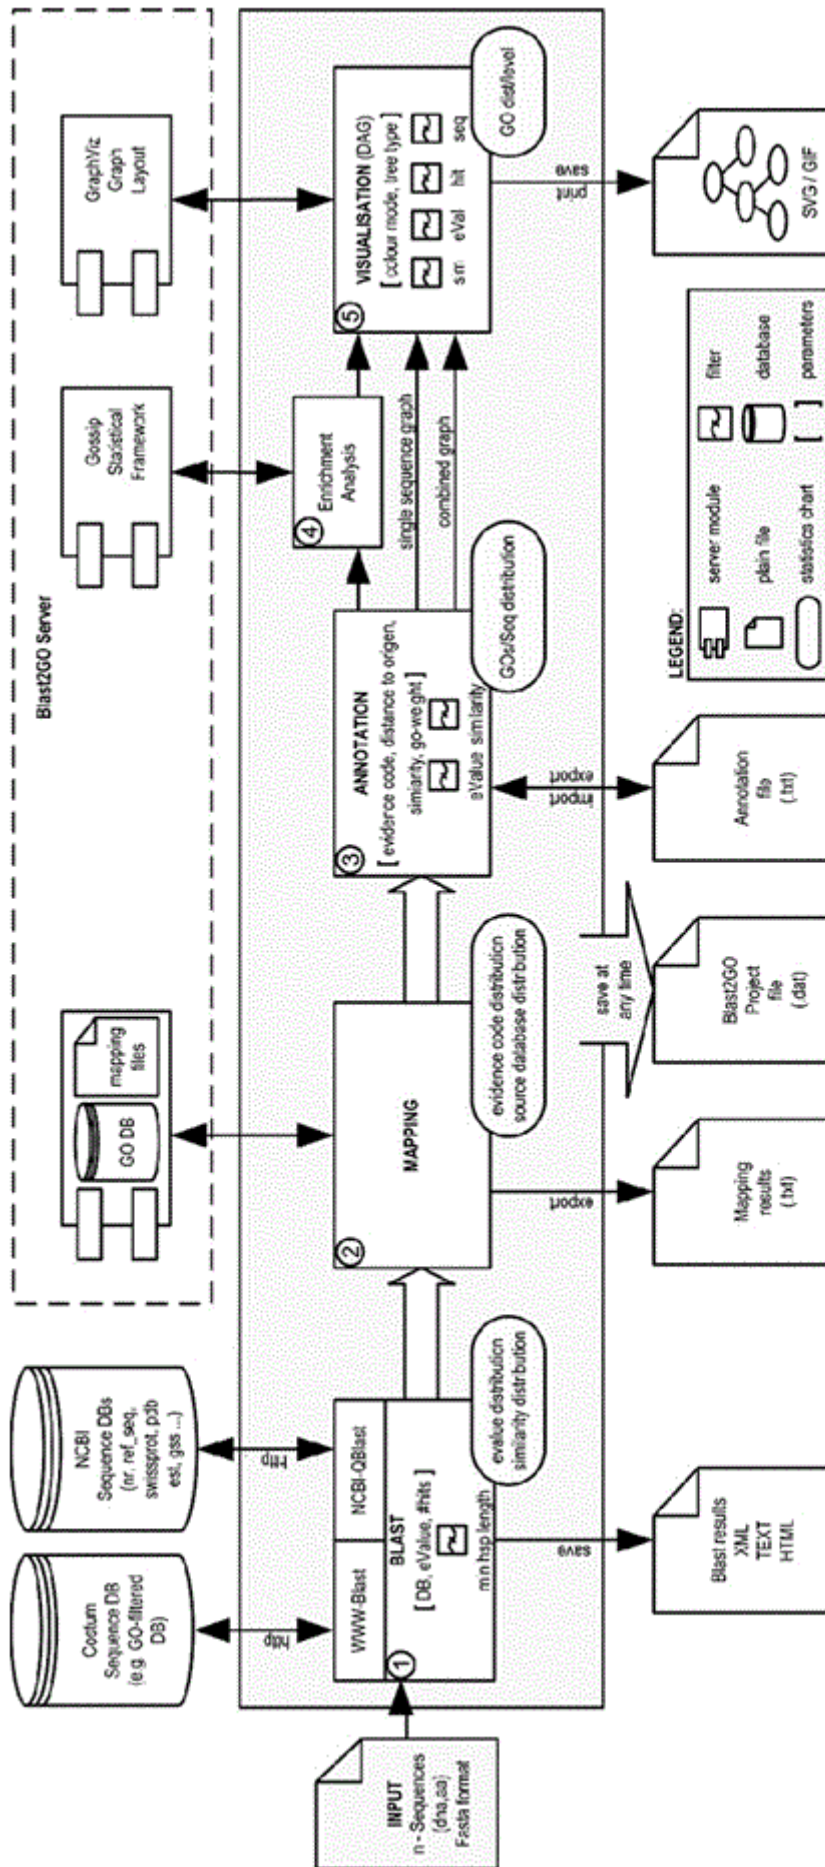 Blast2GO Server
Costum
Sequence DB
(e.g. GO-filtered
DB)
NCBI
Sequence DBs
(nr, ref_seq,
swissprot, pdb
est, gss ...)
GO DB
mapping
files
Gossip
Statistical
Framework
GraphViz
Graph
Layout
http
http
INPUT
n - Sequences
(dna,aa)
Fasta format
WWW-Blast
NCBI-QBlast
1
BLAST
[ DB, eValue, #hits ]
min hsp length
evalue distribution
similarity distribution
2
MAPPING
evidence code distribution
source database distribution
3
ANNOTATION
[ evidence code, distance to origen,
similarity, go-weight ]
eValue similarity
GOs/Seq distribution
4
Enrichment
Analysis
single sequence graph
combined graph
5
VISUALISATION (DAG)
[ colour mode, tree type ]
sim eVal hit seq
GO dist/level
save
export
save at
any time
import
export
print
save
Blast results
XML
TEXT
HTML
Mapping
results
(.txt)
Blast2GO
Project
file
(.dat)
Annotation
file
(.txt)
LEGEND:
server module
filter
plain file
database
statistics chart
[ ... ] parameters
SVG / GIF